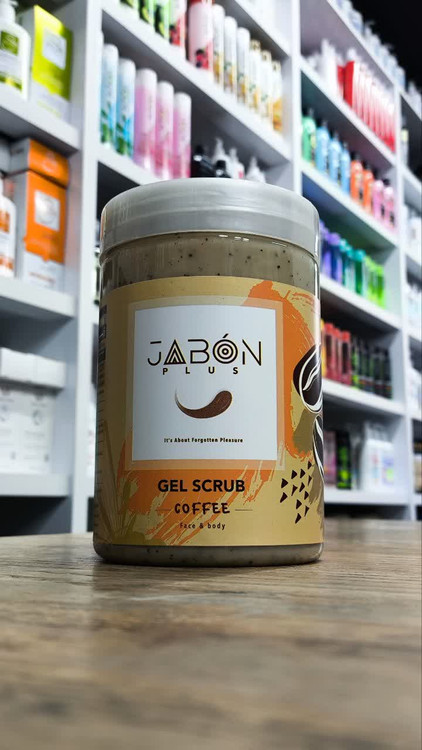 JABÓN
PLUS
It's About Forgotten Pleasure
GEL SCRUB
COFFEE
Face & body